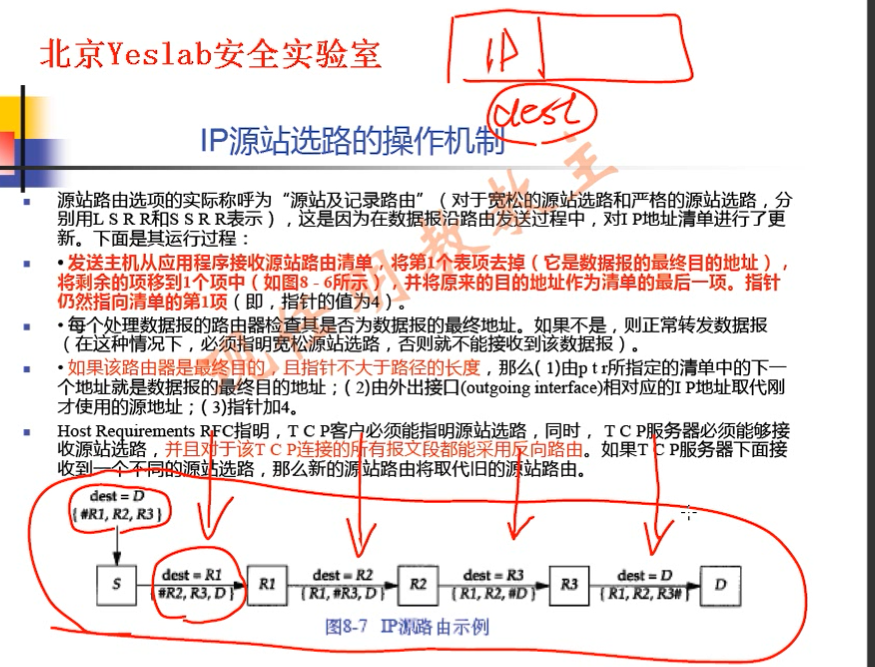 北京Yeslab安全实验室
IP
dest
IP源站选路的操作机制
源站路由选项的实际称呼为“源站及记录路由”（对于宽松的源站选路和严格的源站选路，分
别用L S R R和S S R R表示），这是因为在数据报沿路由发送过程中，对I P地址清单进行了更
新。下面是其运行过程：
• 发送主机从应用程序接收源站路由清单，将第1个表项去掉（它是数据报的最终目的地址），
将剩余的项移到1个项中（如图8 - 6所示），并将原来的目的地址作为清单的最后一项。指针
仍然指向清单的第1项（即，指针的值为4）。
• 每个处理数据报的路由器检查其是否为数据报的最终地址。如果不是，则正常转发数据报
（在这种情况下，必须指明宽松源站选路，否则就不能接收到该数据报）。
• 如果该路由器是最终目的，且指针不大于路径的长度，那么( 1)由p t r所指定的清单中的下一
个地址就是数据报的最终目的地址；( 2)由外出接口(outgoing interface)相对应的I P地址取代刚
才使用的源地址；( 3)指针加4。
Host Requirements RFC指明，T C P客户必须能指明源站选路，同时， T C P服务器必须能够接
收源站选路，并且对于该T C P连接的所有报文段都能采用反向路由。如果T C P服务器下面接
收到一个不同的源站选路，那么新的源站路由将取代旧的源站路由。
dest = D
{ #R1, R2, R3 }
S
dest = R1
{ #R2, R3, D }
R1
dest = R2
{ R1, #R3, D }
R2
dest = R3
{ R1, R2, #D }
R3
dest = D
{ R1, R2, R3# }
D
图8-7 IP源路由示例